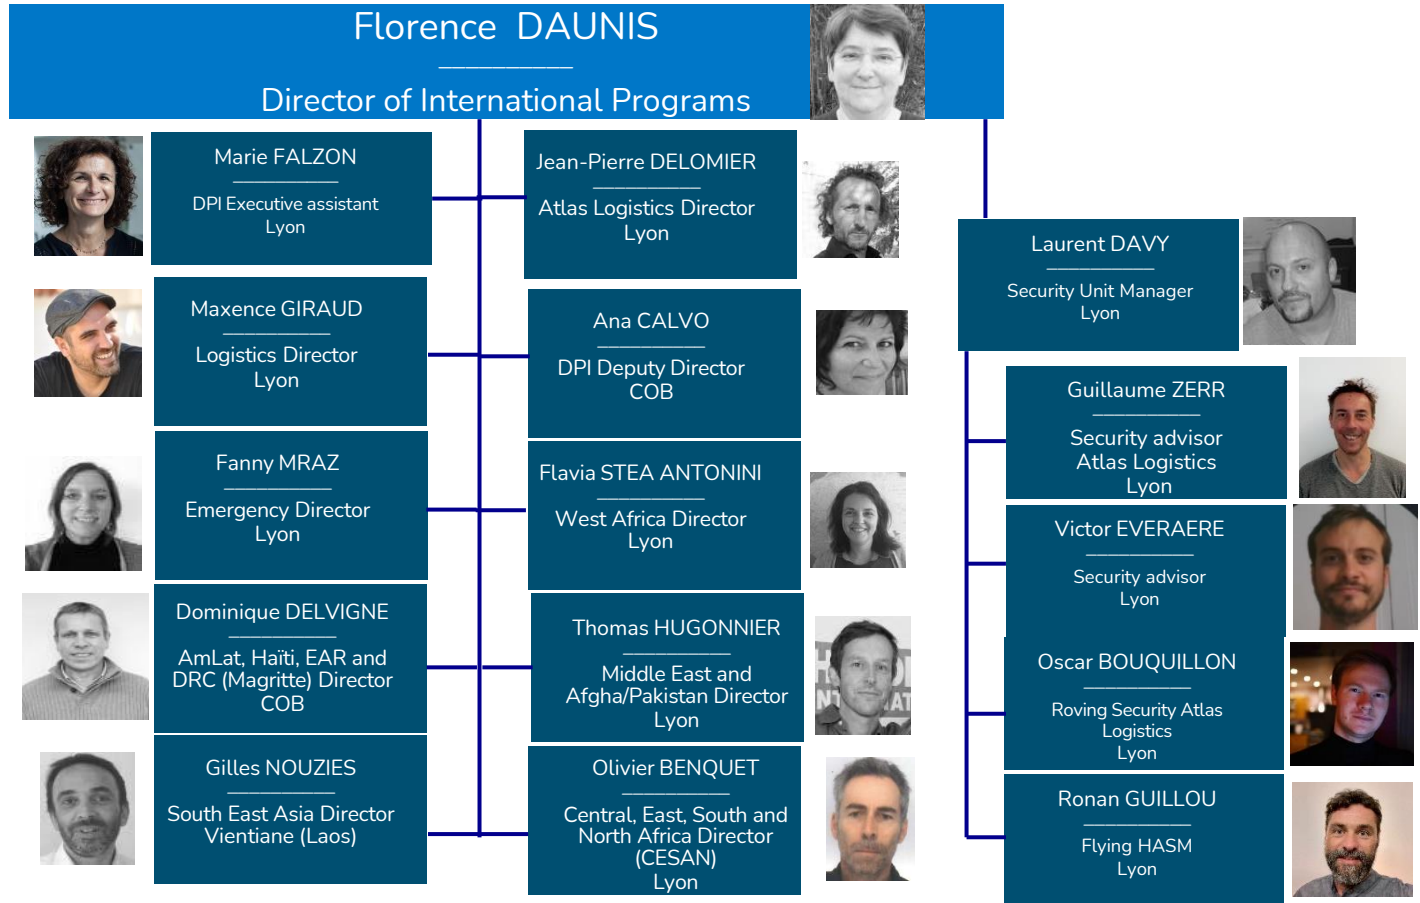 Florence DAUNIS
Director of International Programs
Marie FALZON
DPI Executive assistant
Lyon
Maxence GIRAUD
Logistics Director
Lyon
Fanny MRAZ
Emergency Director
Lyon
Dominique DELVIGNE
AmLat, Haïti, EAR and
DRC (Magritte) Director
COB
Gilles NOUZIES
South East Asia Director
Vientiane (Laos)
Jean-Pierre DELOMIER
Atlas Logistics Director
Lyon
Ana CALVO
DPI Deputy Director
COB
Flavia STEA ANTONINI
West Africa Director
Lyon
Thomas HUGONNIER
Middle East and
Afgha/Pakistan Director
Lyon
Olivier BENQUET
Central, East, South and
North Africa Director
(CESAN)
Lyon
Laurent DAVY
Security Unit Manager
Lyon
Guillaume ZERR
Security advisor
Atlas Logistics
Lyon
Victor EVERAERE
Security advisor
Lyon
Oscar BOUQUILLON
Roving Security Atlas
Logistics
Lyon
Ronan GUILLOU
Flying HASM
Lyon